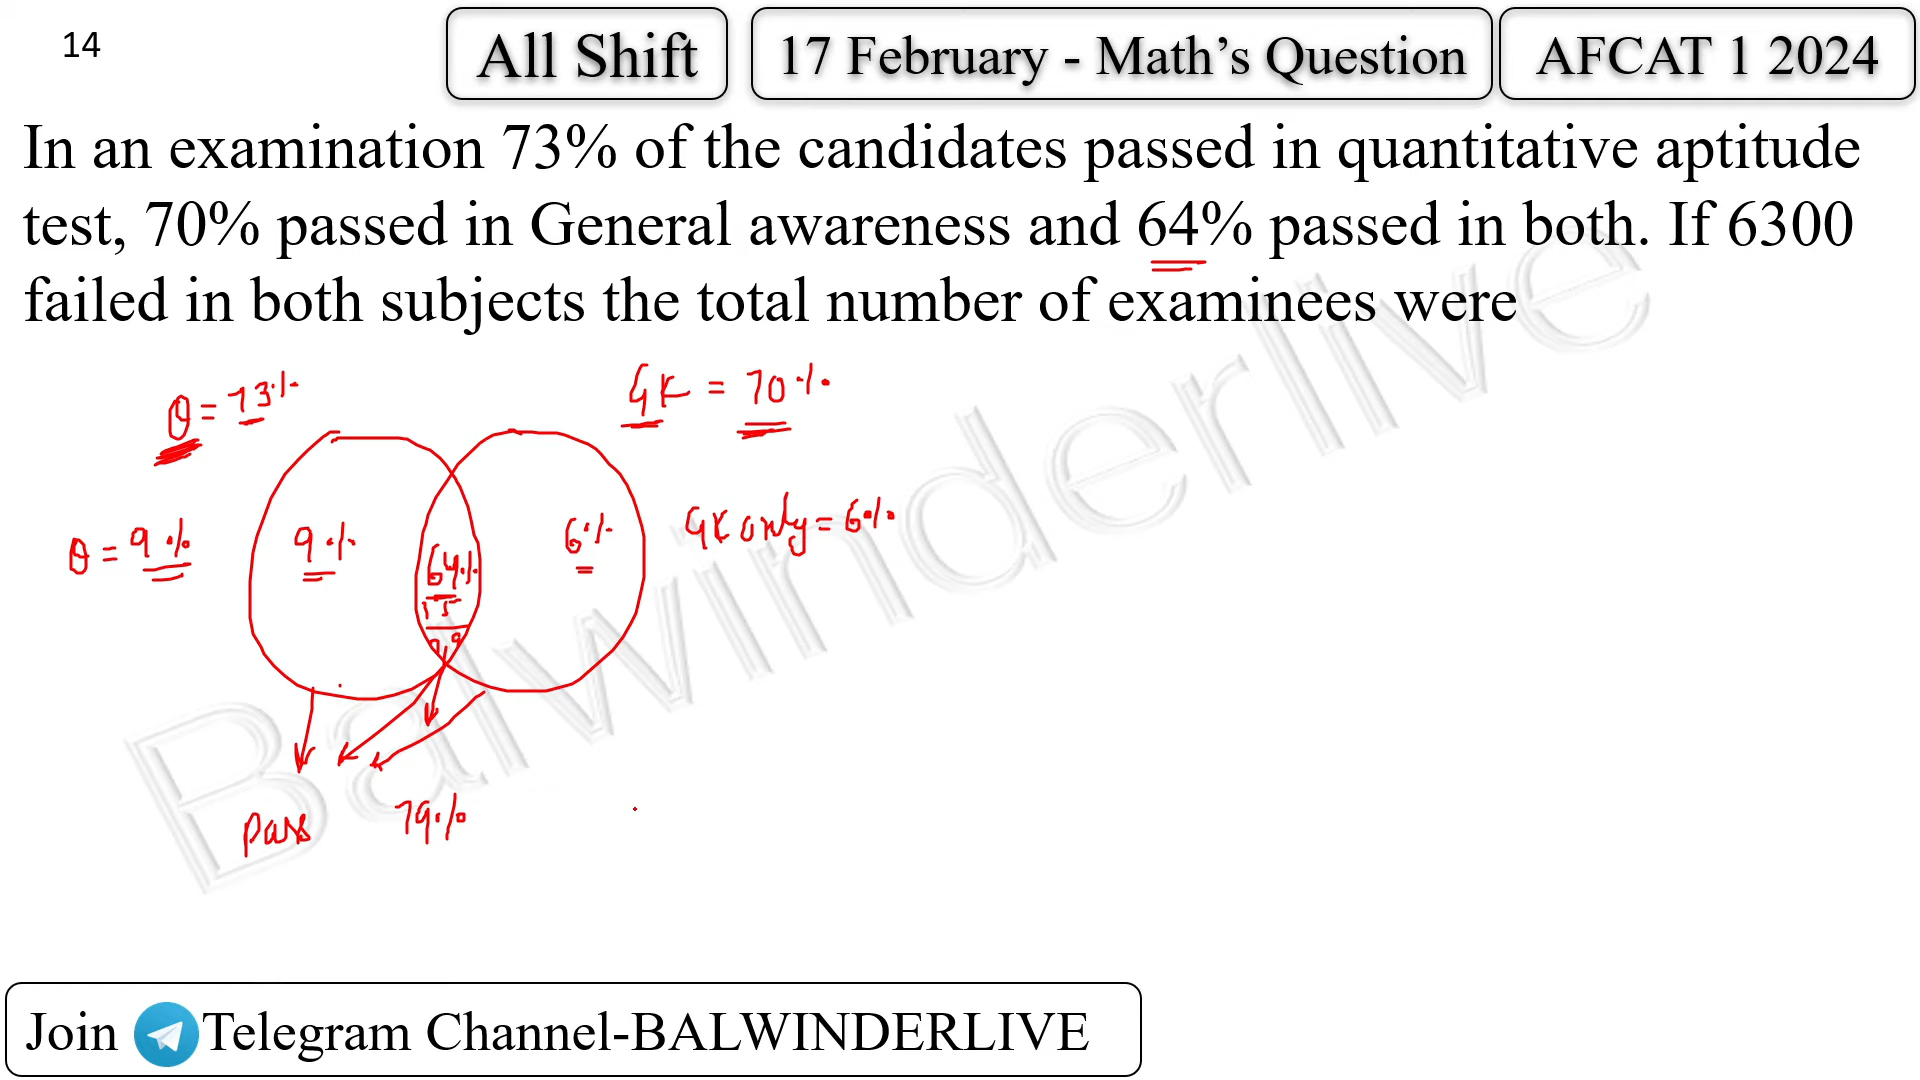 14
All Shift
17 February - Math’s Question
AFCAT 1 2024
In an examination 73% of the candidates passed in quantitative aptitude
test, 70% passed in General awareness and 64% passed in both. If 6300
failed in both subjects the total number of examinees were
Q = 73%
GK = 70%
Q = 9%
9%
64%
15
79
6%
GK only = 6%
Pass 79%
Balwinderlive
Join Telegram Channel-BALWINDERLIVE